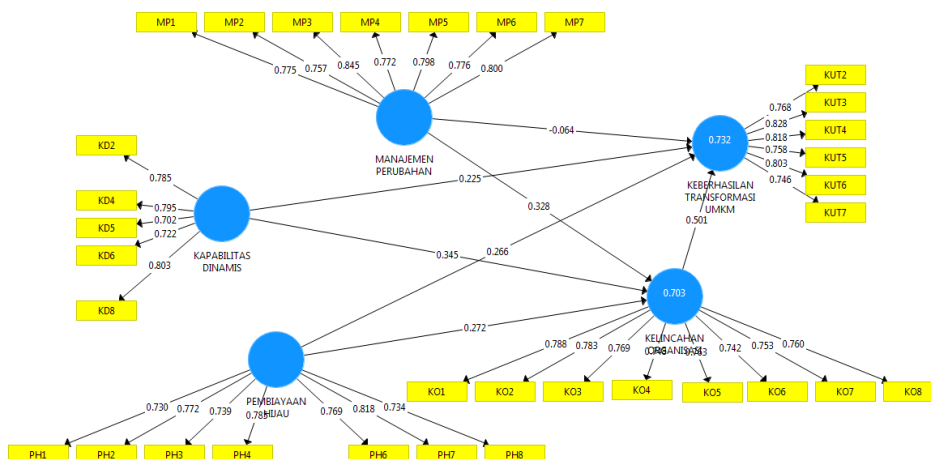 MP1 MP2 MP3 MP4 MP5 MP6 MP7
0.775 0.757 0.845 0.772 0.798 0.776 0.800
MANAJEMEN
PERUBAHAN
KD2
KD4
KD5
KD6
KD8
0.785
0.795
0.702
0.722
0.803
KAPABILITAS
DINAMIS
-0.064
0.225
0.328
0.266
0.345
0.272
0.501
0.732
KEBERHASILAN
TRANSFORMASI
UMKM
0.768
0.828
0.818
0.758
0.803
0.746
KUT2
KUT3
KUT4
KUT5
KUT6
KUT7
0.703
KELINCAHAN
ORGANISASI
0.788 0.783 0.769 0.742 0.753 0.760
KO1 KO2 KO3 KO4 KO5 KO6 KO7 KO8
PEMBIAYAAN
HIJAU
0.730 0.772 0.739 0.769 0.818 0.734
PH1 PH2 PH3 PH4 PH6 PH7 PH8